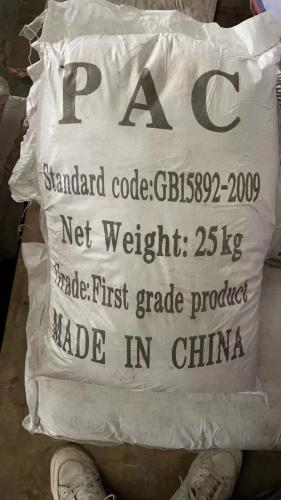 PAC
Standard code:GB15892-2009
Net Weight: 25kg
Grade:First grade product
MADE IN CHINA